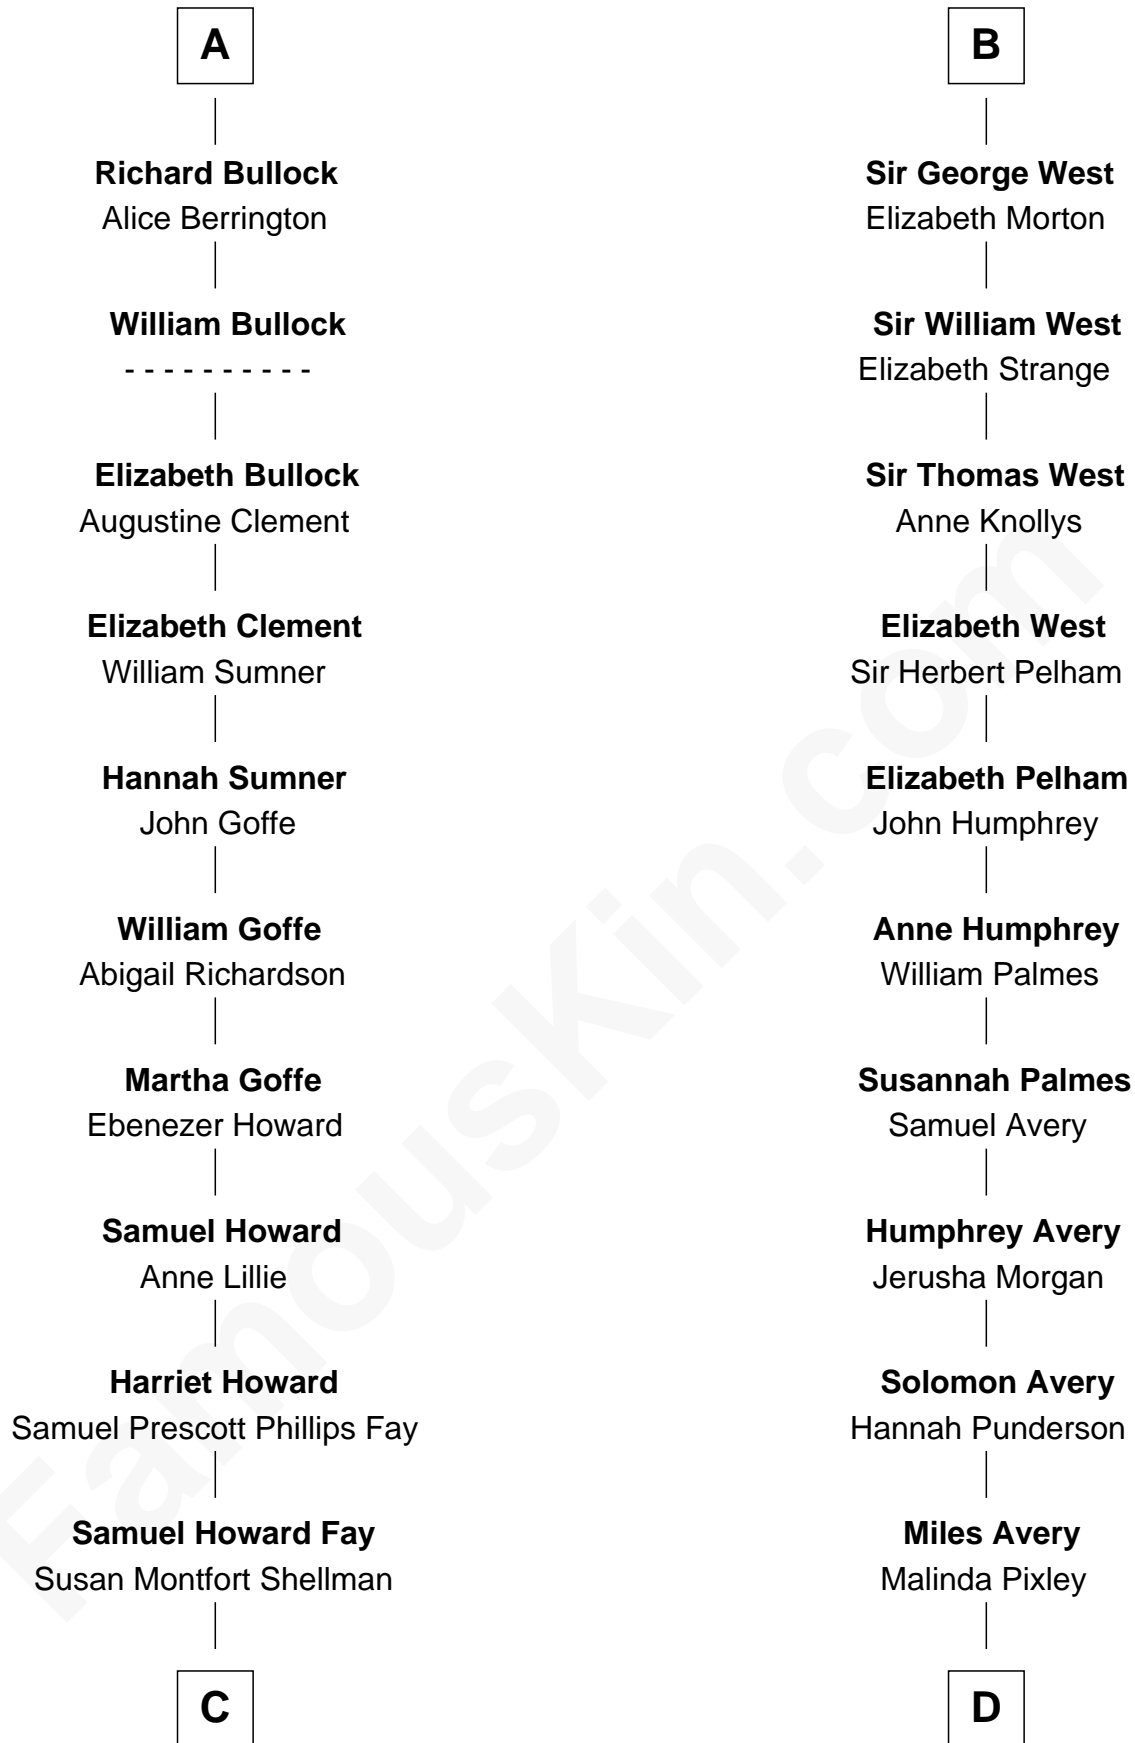 A
Richard Bullock
Alice Berrington
William Bullock
- - - - - - - - - -
Elizabeth Bullock
Augustine Clement
Elizabeth Clement
William Sumner
Hannah Sumner
John Goffe
William Goffe
Abigail Richardson
Martha Goffe
Ebenezer Howard
Samuel Howard
Anne Lillie
Harriet Howard
Samuel Prescott Phillips Fay
Samuel Howard Fay
Susan Montfort Shellman
C
B
Sir George West
Elizabeth Morton
Sir William West
Elizabeth Strange
Sir Thomas West
Anne Knollys
Elizabeth West
Sir Herbert Pelham
Elizabeth Pelham
John Humphrey
Anne Humphrey
William Palmes
Susannah Palmes
Samuel Avery
Humphrey Avery
Jerusha Morgan
Solomon Avery
Hannah Punderson
Miles Avery
Malinda Pixley
D
FamousKin.com